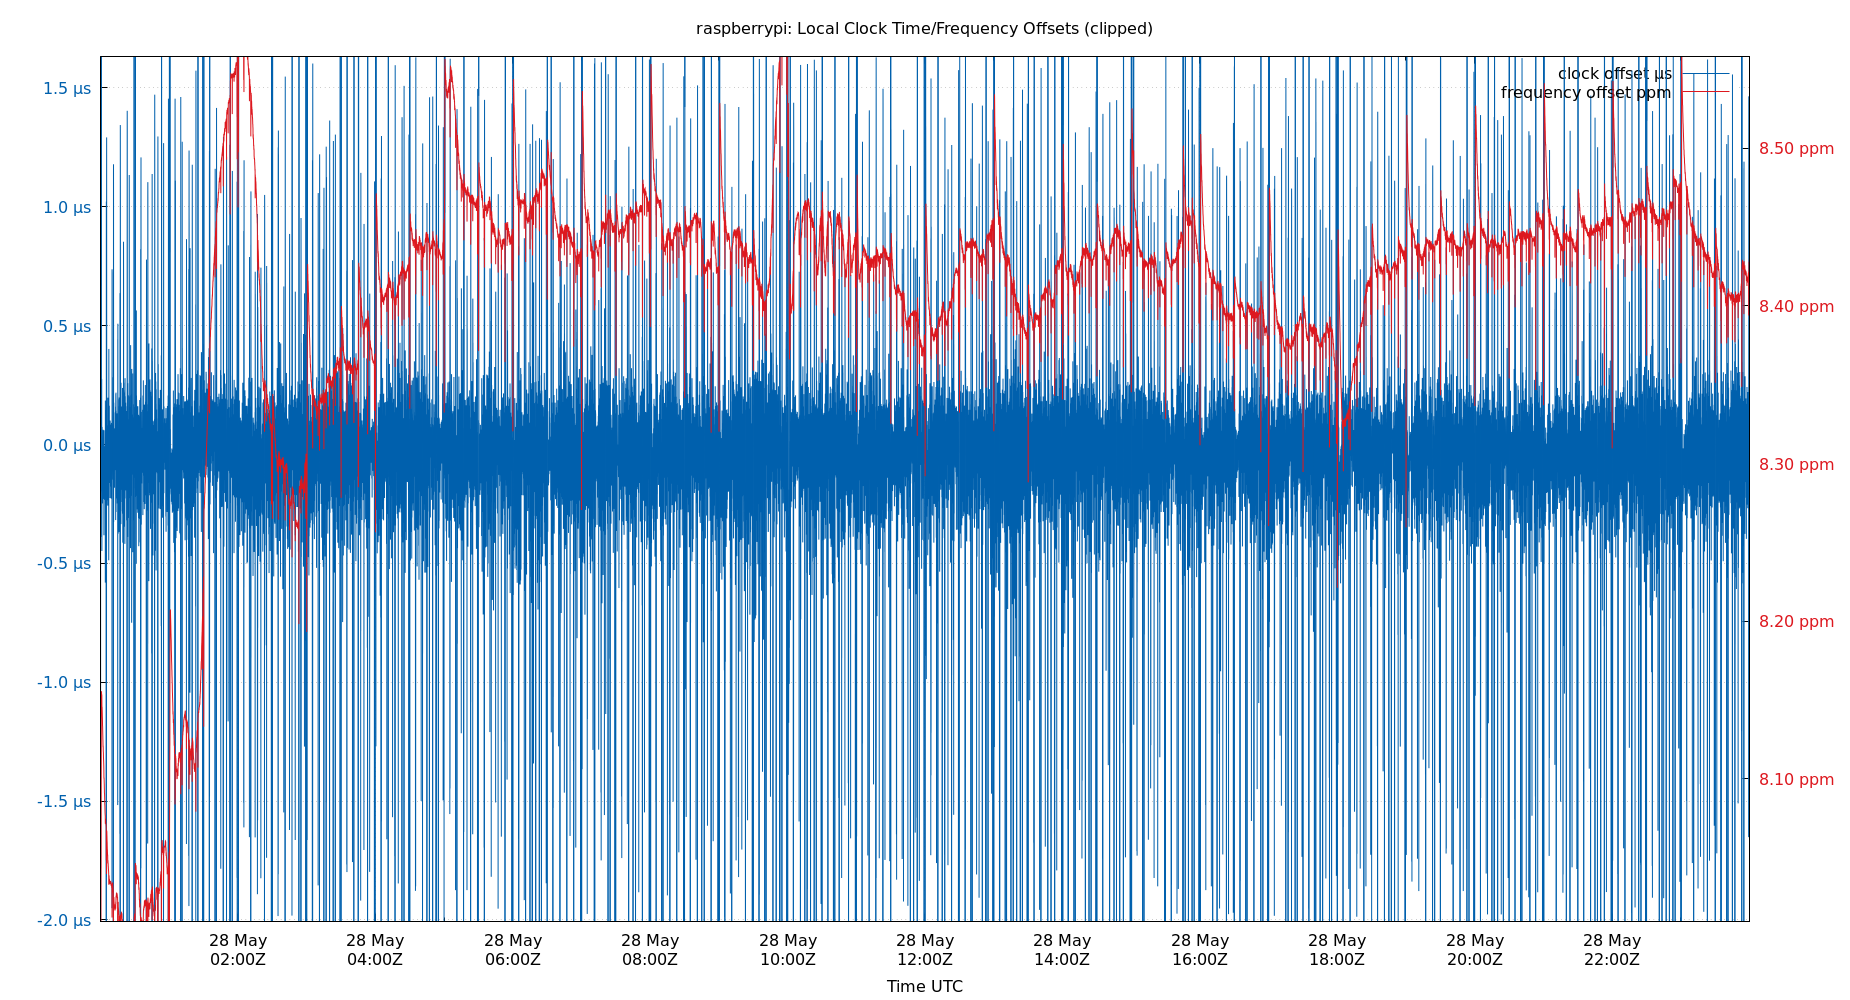 raspberrypi: Local Clock Time/Frequency Offsets (clipped)
clock offset µs
frequency offset ppm
1.5 µs
1.0 µs
0.5 µs
0.0 µs
-0.5 µs
-1.0 µs
-1.5 µs
-2.0 µs
8.50 ppm
8.40 ppm
8.30 ppm
8.20 ppm
8.10 ppm
28 May 28 May 28 May 28 May 28 May 28 May 28 May 28 May 28 May 28 May 28 May
02:00Z 04:00Z 06:00Z 08:00Z 10:00Z 12:00Z 14:00Z 16:00Z 18:00Z 20:00Z 22:00Z
Time UTC